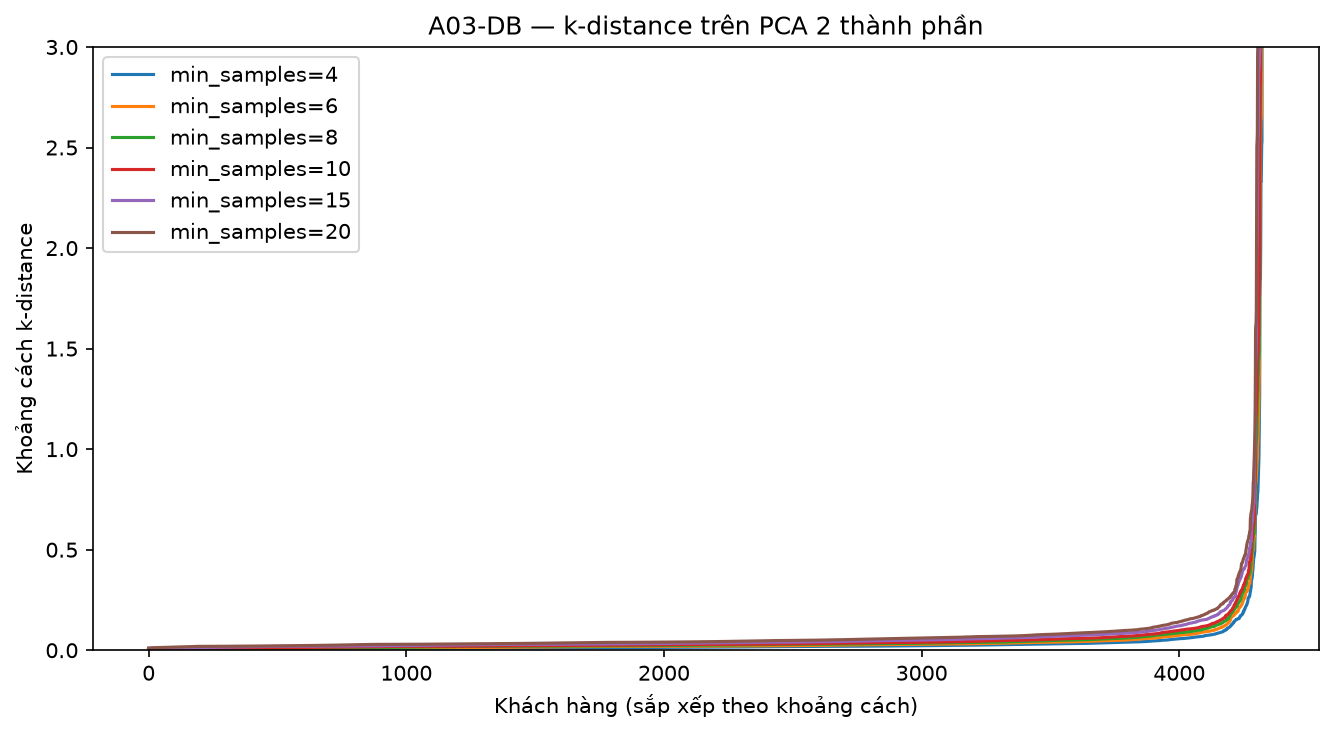 A03-DB — k-distance trên PCA 2 thành phần
3.0
2.5
2.0
1.5
1.0
0.5
0.0
Khoảng cách k-distance
min_samples=4
min_samples=6
min_samples=8
min_samples=10
min_samples=15
min_samples=20
0 1000 2000 3000 4000
Khách hàng (sắp xếp theo khoảng cách)